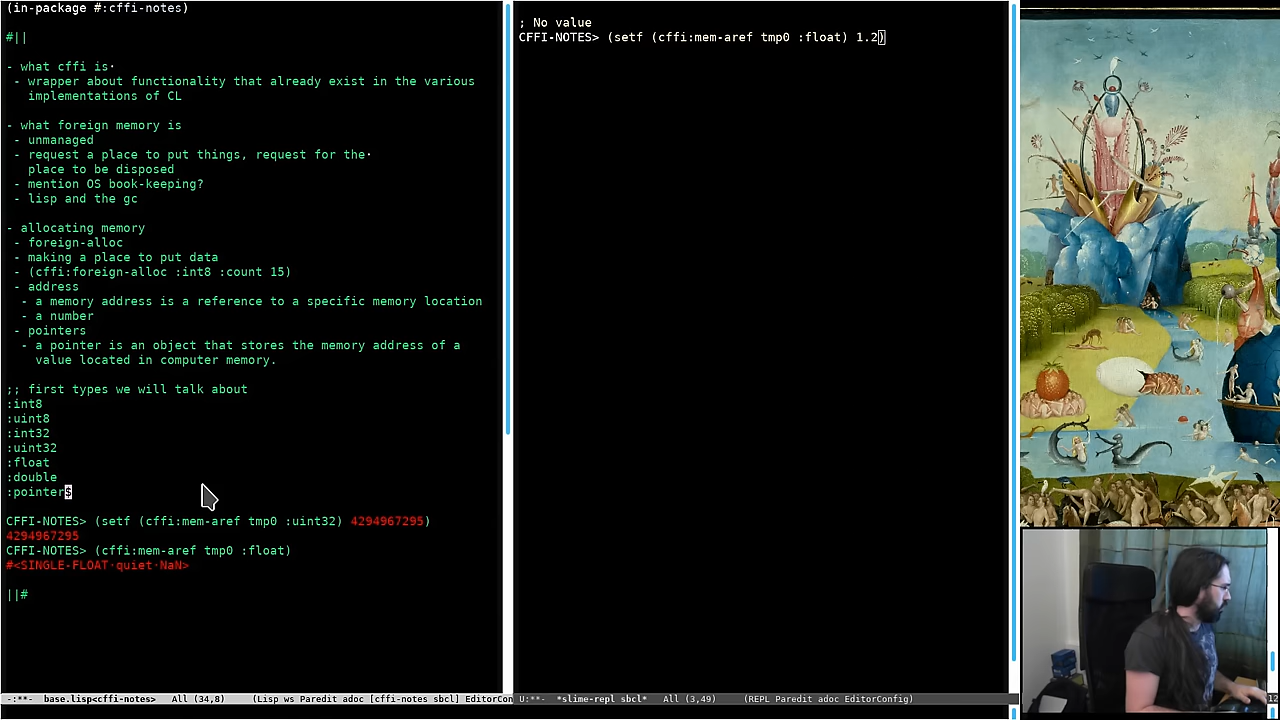 (in-package #:cffi-notes)
#||
- what cffi is·
- wrapper about functionality that already exist in the various
implementations of CL
- what foreign memory is
- unmanaged
- request a place to put things, request for the·
place to be disposed
- mention OS book-keeping?
- lisp and the gc
- allocating memory
- foreign-alloc
- making a place to put data
- (cffi:foreign-alloc :int8 :count 15)
- address
- a memory address is a reference to a specific memory location
- a number
- pointers
- a pointer is an object that stores the memory address of a
value located in computer memory.
;; first types we will talk about
:int8
:uint8
:int32
:uint32
:float
:double
:pointer$
CFFI-NOTES> (setf (cffi:mem-aref tmp0 :uint32) 4294967295)
4294967295
CFFI-NOTES> (cffi:mem-aref tmp0 :float)
#<SINGLE-FLOAT·quiet·NaN>
||#
-:**- base.lisp<cffi-notes> All (34,8) (Lisp ws Paredit adoc [cffi-notes sbcl] EditorCon
; No value
CFFI-NOTES> (setf (cffi:mem-aref tmp0 :float) 1.2)
U:**- *slime-repl sbcl* All (3,49) (REPL Paredit adoc EditorConfig)
12